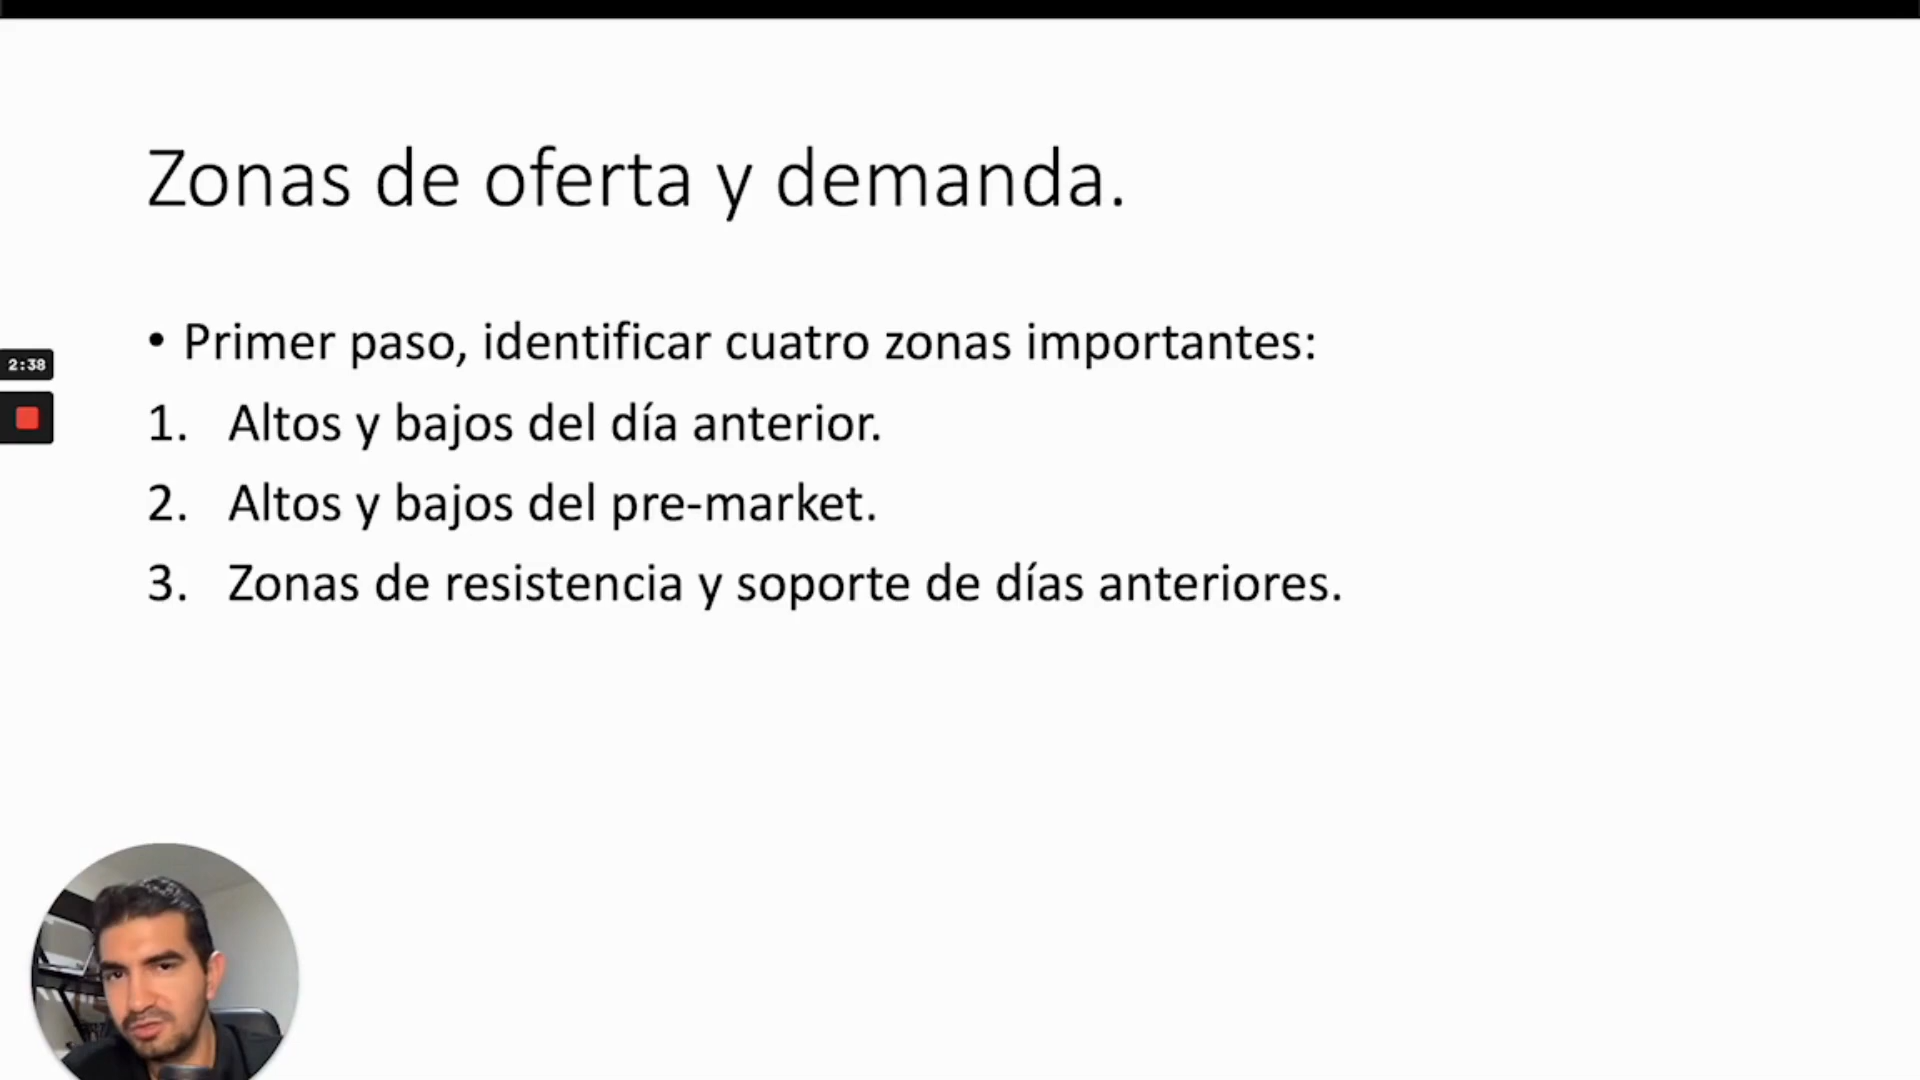 Zonas de oferta y demanda.
• Primer paso, identificar cuatro zonas importantes:
1. Altos y bajos del día anterior.
2. Altos y bajos del pre-market.
3. Zonas de resistencia y soporte de días anteriores.
2:38